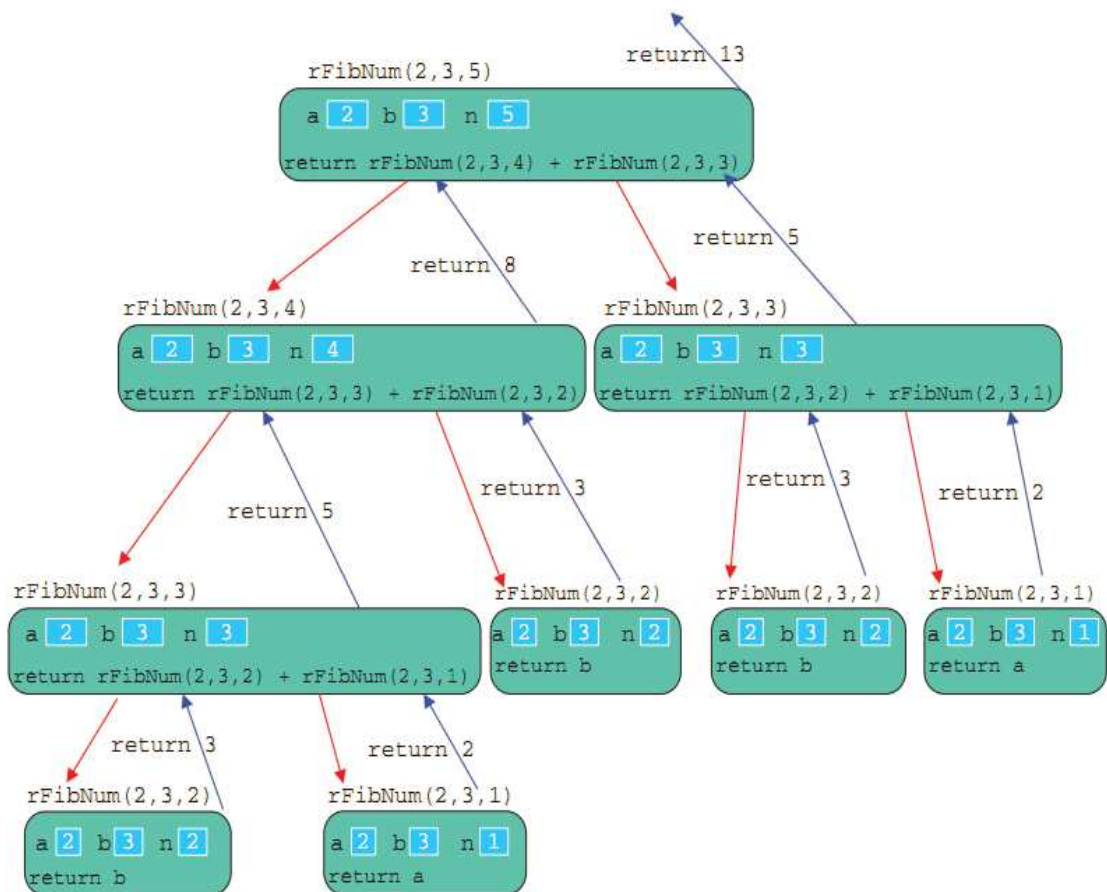 return 13
rFibNum(2,3,5)
a 2 b 3 n 5
return rFibNum(2,3,4) + rFibNum(2,3,3)
return 8
return 5
rFibNum(2,3,4)
a 2 b 3 n 4
return rFibNum(2,3,3) + rFibNum(2,3,2)
rFibNum(2,3,3)
a 2 b 3 n 3
return rFibNum(2,3,2) + rFibNum(2,3,1)
return 5
return 3
return 3
return 2
rFibNum(2,3,3)
a 2 b 3 n 3
return rFibNum(2,3,2) + rFibNum(2,3,1)
rFibNum(2,3,2)
a 2 b 3 n 2
return b
rFibNum(2,3,2)
a 2 b 3 n 2
return b
rFibNum(2,3,1)
a 2 b 3 n 1
return a
return 3
return 2
rFibNum(2,3,2)
a 2 b 3 n 2
return b
rFibNum(2,3,1)
a 2 b 3 n 1
return a